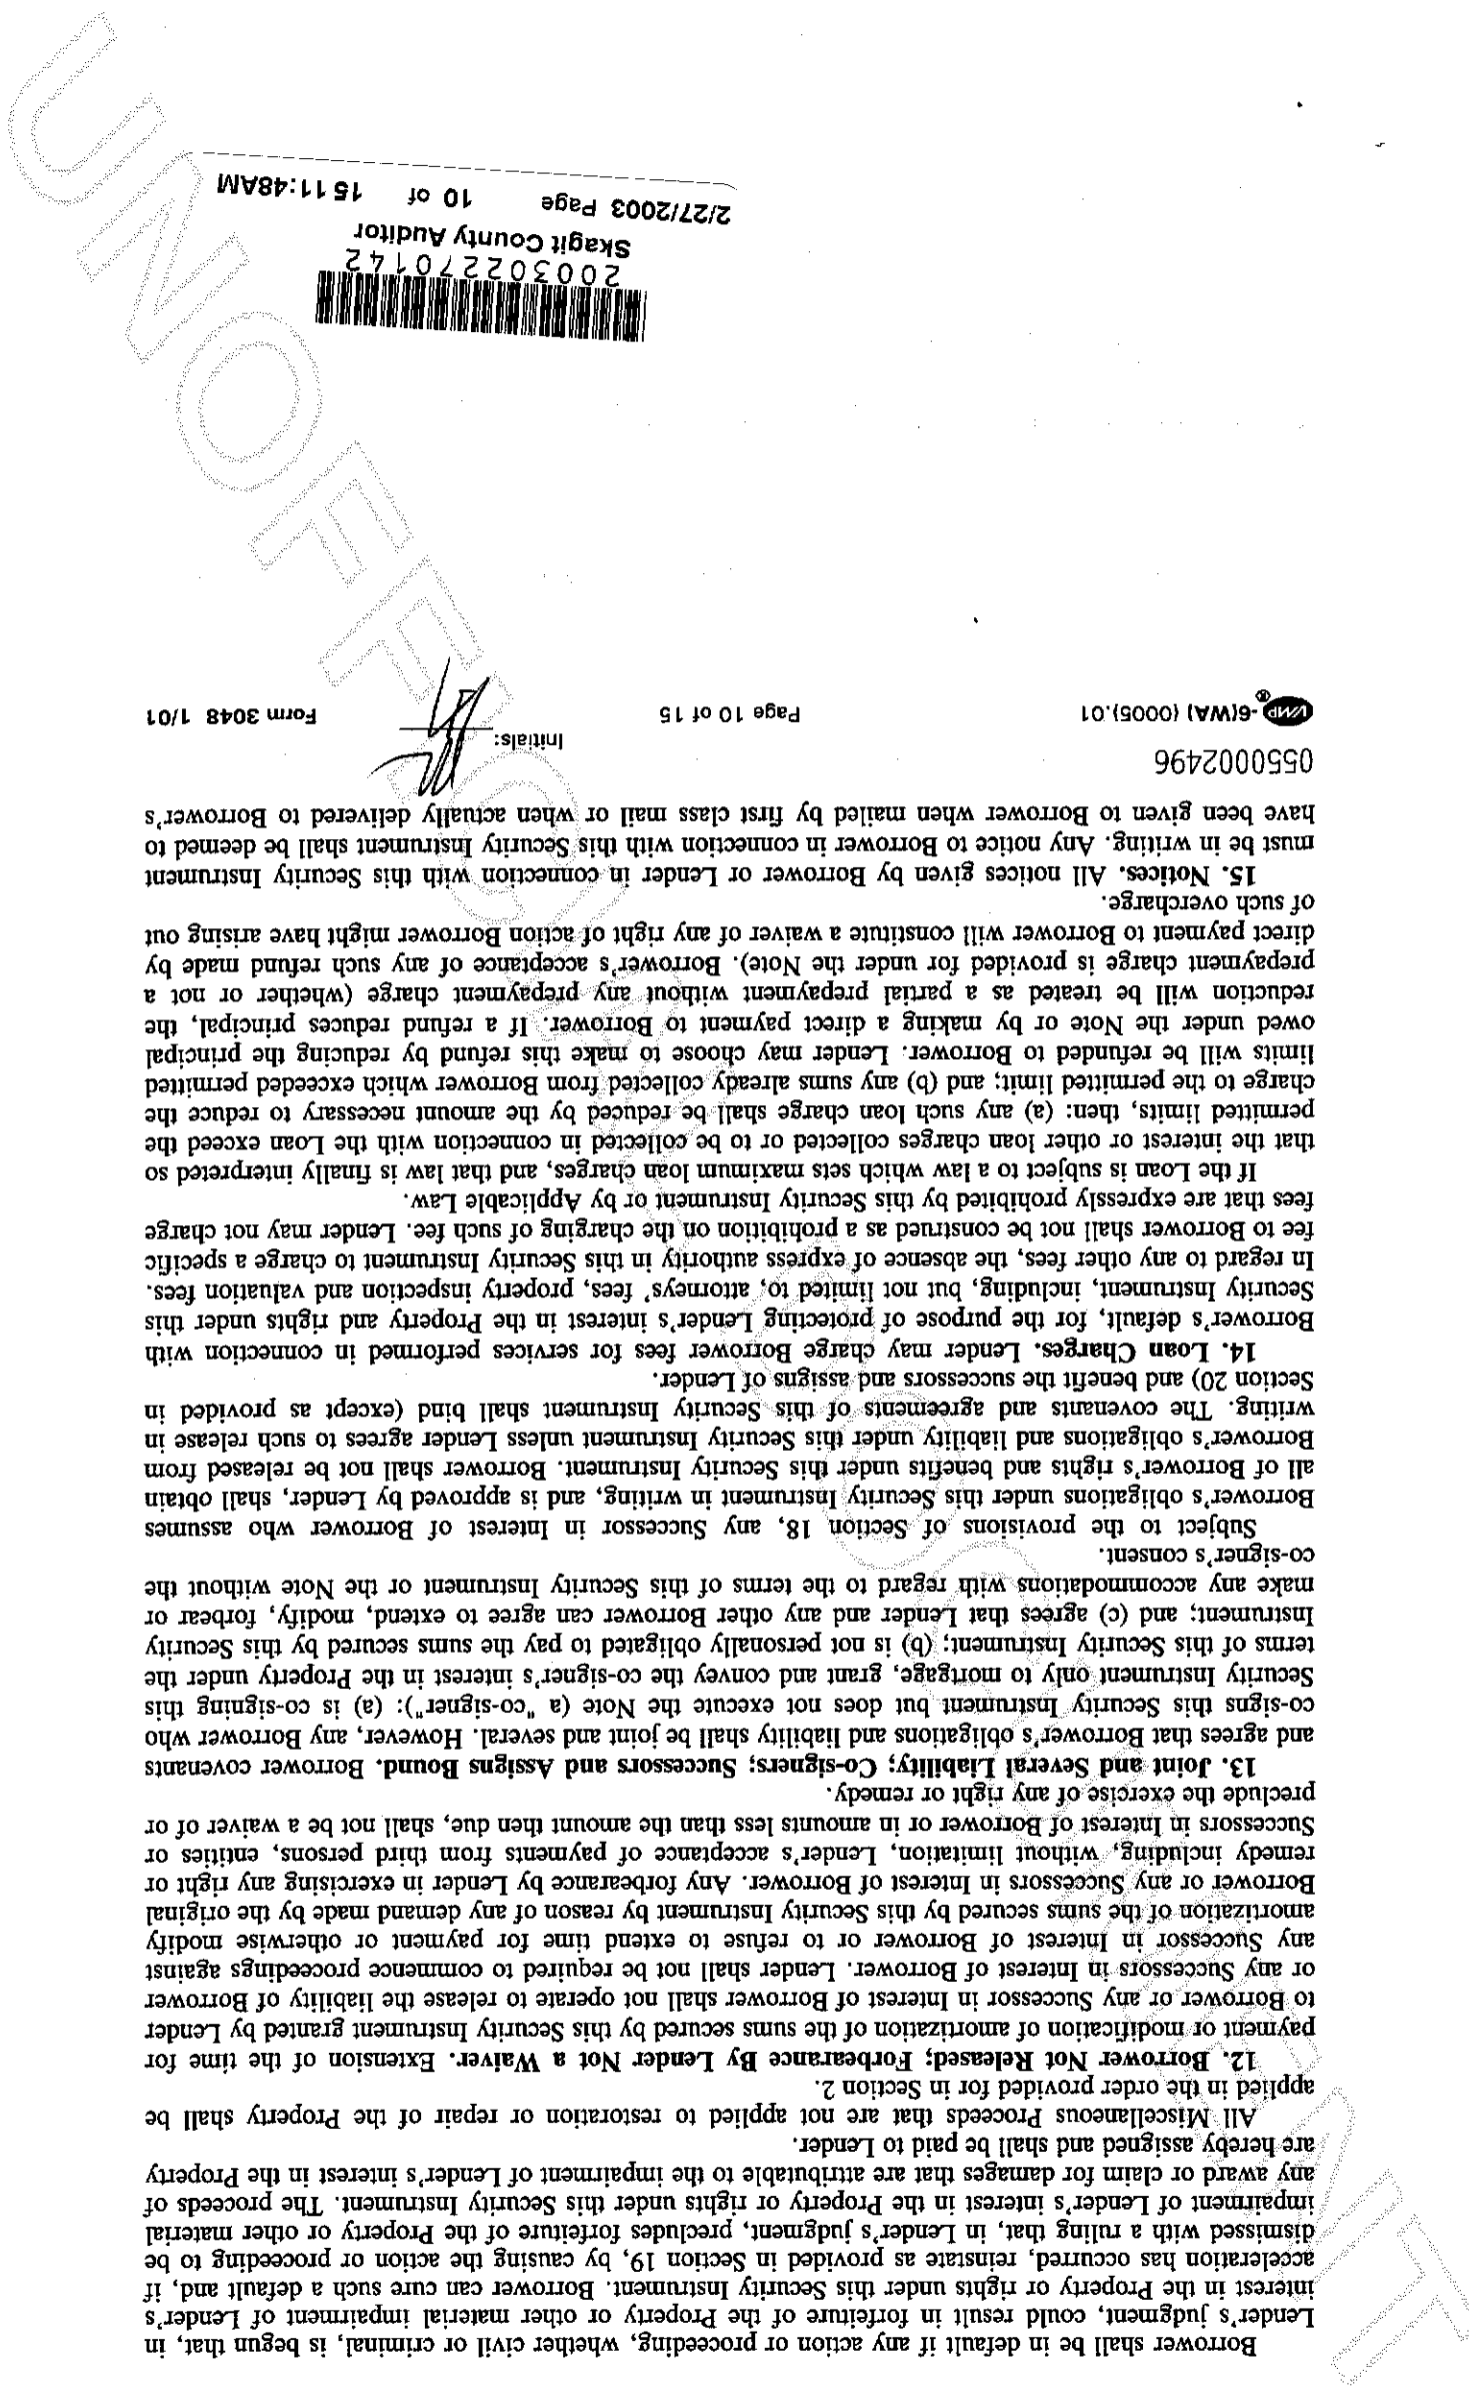 Borrower shall be in default if any action or proceeding, whether civil or criminal, is begun that, in
Lender's judgment, could result in forfeiture of the Property or other material impairment of Lender's
interest in the Property or rights under this Security Instrument. Borrower can cure such a default and, if
acceleration has occurred, reinstate as provided in Section 19, by causing the action or proceeding to be
dismissed with a ruling that, in Lender's judgment, precludes forfeiture of the Property or other material
impairment of Lender's interest in the Property or rights under this Security Instrument. The proceeds of
any award or claim for damages that are attributable to the impairment of Lender's interest in the Property
are hereby assigned and shall be paid to Lender.
All Miscellaneous Proceeds that are not applied to restoration or repair of the Property shall be
applied in the order provided for in Section 2.
12. Borrower Not Released; Forbearance By Lender Not a Waiver. Extension of the time for
payment or modification of amortization of the sums secured by this Security Instrument granted by Lender
to Borrower or any Successor in Interest of Borrower shall not operate to release the liability of Borrower
or any Successors in Interest of Borrower. Lender shall not be required to commence proceedings against
any Successor in Interest of Borrower or to refuse to extend time for payment or otherwise modify
amortization of the sums secured by this Security Instrument by reason of any demand made by the original
Borrower or any Successors in Interest of Borrower. Any forbearance by Lender in exercising any right or
remedy including, without limitation, Lender's acceptance of payments from third persons, entities or
Successors in Interest of Borrower or in amounts less than the amount then due, shall not be a waiver of or
preclude the exercise of any right or remedy.
13. Joint and Several Liability; Co-signers; Successors and Assigns Bound. Borrower covenants
and agrees that Borrower's obligations and liability shall be joint and several. However, any Borrower who
co-signs this Security Instrument but does not execute the Note (a "co-signer"): (a) is co-signing this
Security Instrument only to mortgage, grant and convey the co-signer's interest in the Property under the
terms of this Security Instrument; (b) is not personally obligated to pay the sums secured by this Security
Instrument; and (c) agrees that Lender and any other Borrower can agree to extend, modify, forbear or
make any accommodations with regard to the terms of this Security Instrument or the Note without the
co-signer's consent.
Subject to the provisions of Section 18, any Successor in Interest of Borrower who assumes
Borrower's obligations under this Security Instrument in writing, and is approved by Lender, shall obtain
all of Borrower's rights and benefits under this Security Instrument. Borrower shall not be released from
Borrower's obligations and liability under this Security Instrument unless Lender agrees to such release in
writing. The covenants and agreements of this Security Instrument shall bind (except as provided in
Section 20) and benefit the successors and assigns of Lender.
14. Loan Charges. Lender may charge Borrower fees for services performed in connection with
Borrower's default, for the purpose of protecting Lender's interest in the Property and rights under this
Security Instrument, including, but not limited to, attorneys' fees, property inspection and valuation fees.
In regard to any other fees, the absence of express authority in this Security Instrument to charge a specific
fee to Borrower shall not be construed as a prohibition on the charging of such fee. Lender may not charge
fees that are expressly prohibited by this Security Instrument or by Applicable Law.
If the Loan is subject to a law which sets maximum loan charges, and that law is finally interpreted so
that the interest or other loan charges collected or to be collected in connection with the Loan exceed the
permitted limits, then: (a) any such loan charge shall be reduced by the amount necessary to reduce the
charge to the permitted limit; and (b) any sums already collected from Borrower which exceeded permitted
limits will be refunded to Borrower. Lender may choose to make this refund by reducing the principal
owed under the Note or by making a direct payment to Borrower. If a refund reduces principal, the
reduction will be treated as a partial prepayment without any prepayment charge (whether or not a
prepayment charge is provided for under the Note). Borrower's acceptance of any such refund made by
direct payment to Borrower will constitute a waiver of any right of action Borrower might have arising out
of such overcharge.
15. Notices. All notices given by Borrower or Lender in connection with this Security Instrument
must be in writing. Any notice to Borrower in connection with this Security Instrument shall be deemed to
have been given to Borrower when mailed by first class mail or when actually delivered to Borrower's
0550002496
Initials:
VMP®-6(WA) (0005).01 Page 10 of 15 Form 3048 1/01
200302270142
Skagit County Auditor
2/27/2003 Page 10 of 15 11:48AM
UNOFFICIAL DOCUMENT